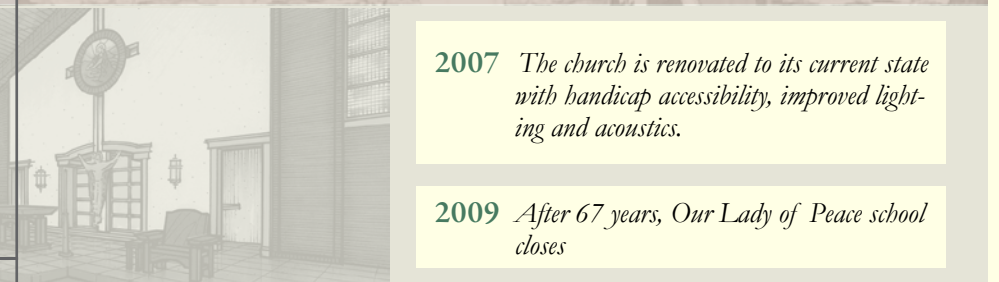 2007 The church is renovated to its current state
with handicap accessibility, improved light-
ing and acoustics.
2009 After 67 years, Our Lady of Peace school
closes